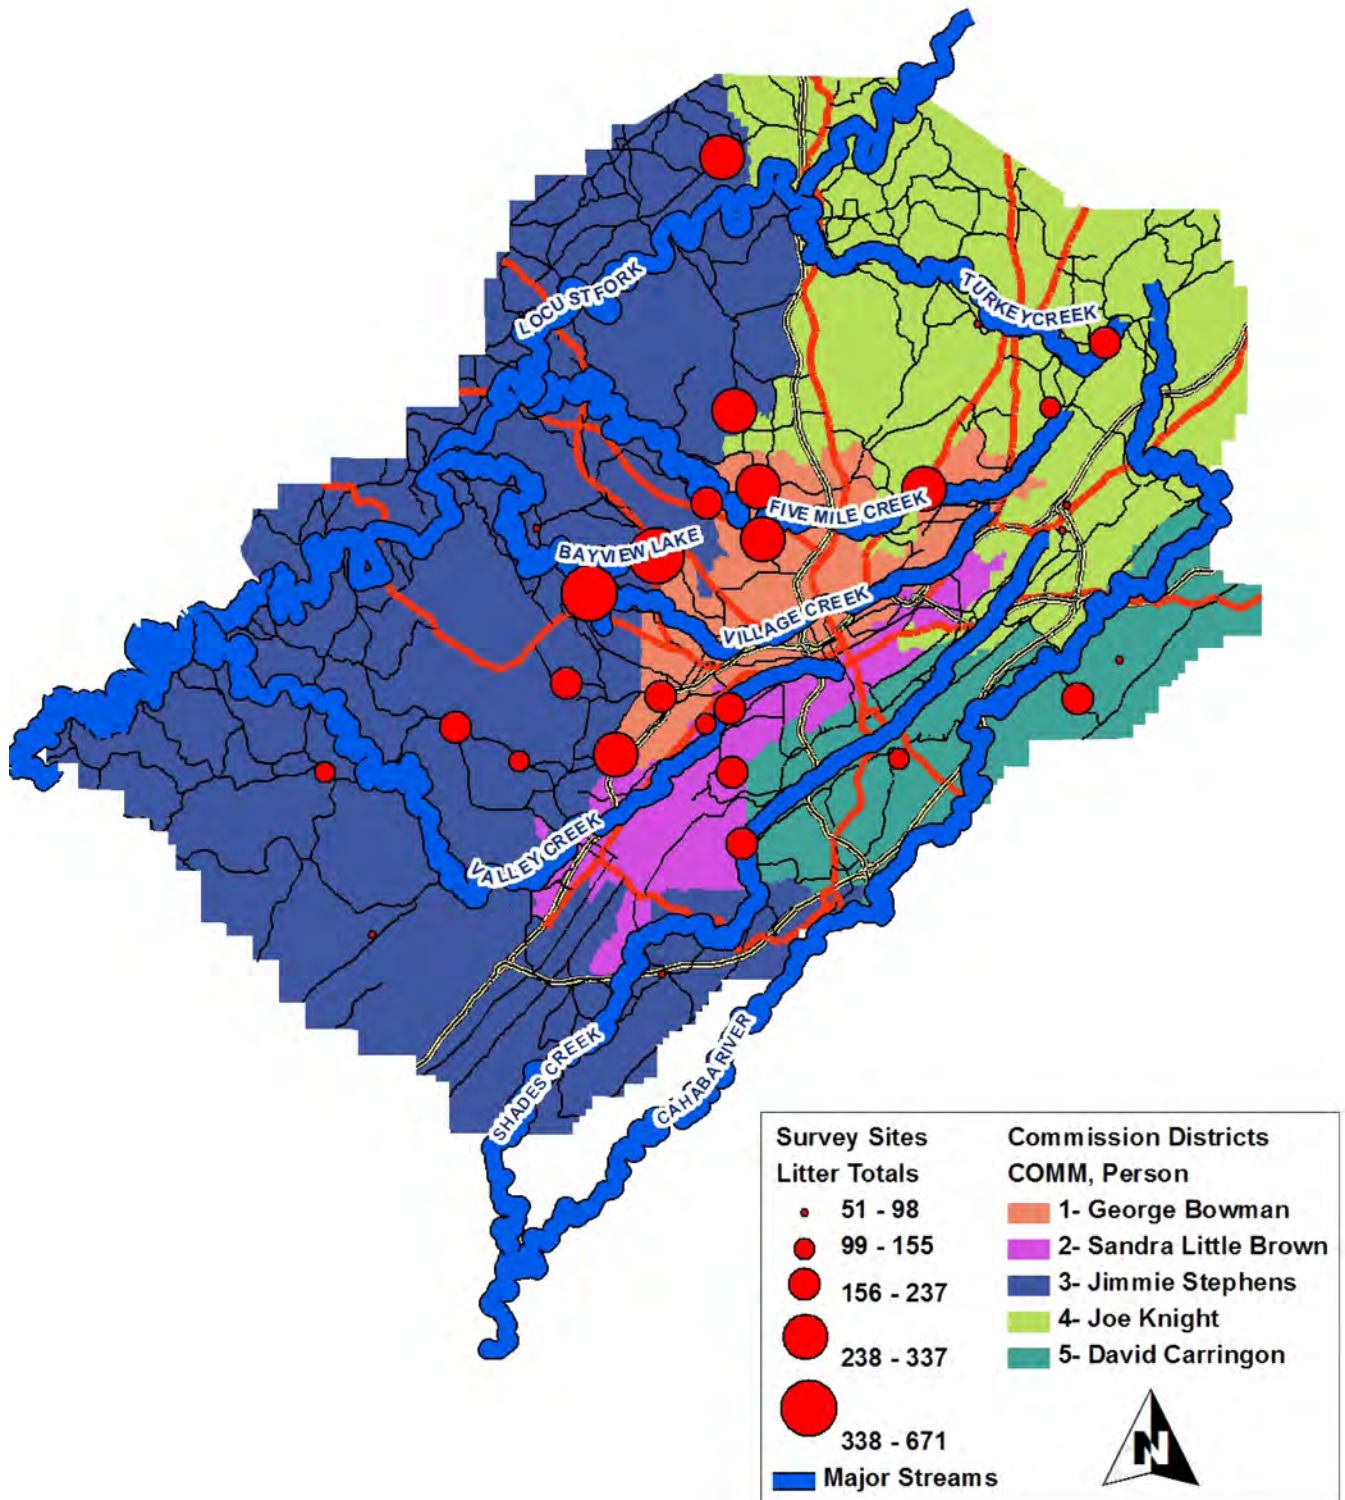 LOCUST FORK
TURKEYCREEK
FIVE MILE CREEK
BAYVIEW LAKE
VILLAGE CREEK
VALLEY CREEK
SHADES CREEK
CAHABA RIVER
Survey Sites
Litter Totals
51 - 98
99 - 155
156 - 237
238 - 337
338 - 671
Major Streams
Commission Districts
COMM, Person
1- George Bowman
2- Sandra Little Brown
3- Jimmie Stephens
4- Joe Knight
5- David Carringon
N